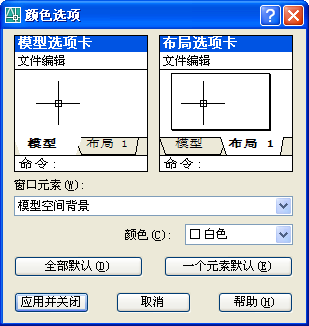 颜色选项
模型选项卡 布局选项卡
文件编辑 文件编辑
模型 布局 1 模型 布局 1
命令: 命令:
窗口元素(W):
模型空间背景
颜色(C): 白色
全部默认(D) 一个元素默认(E)
应用并关闭 取消 帮助(H)